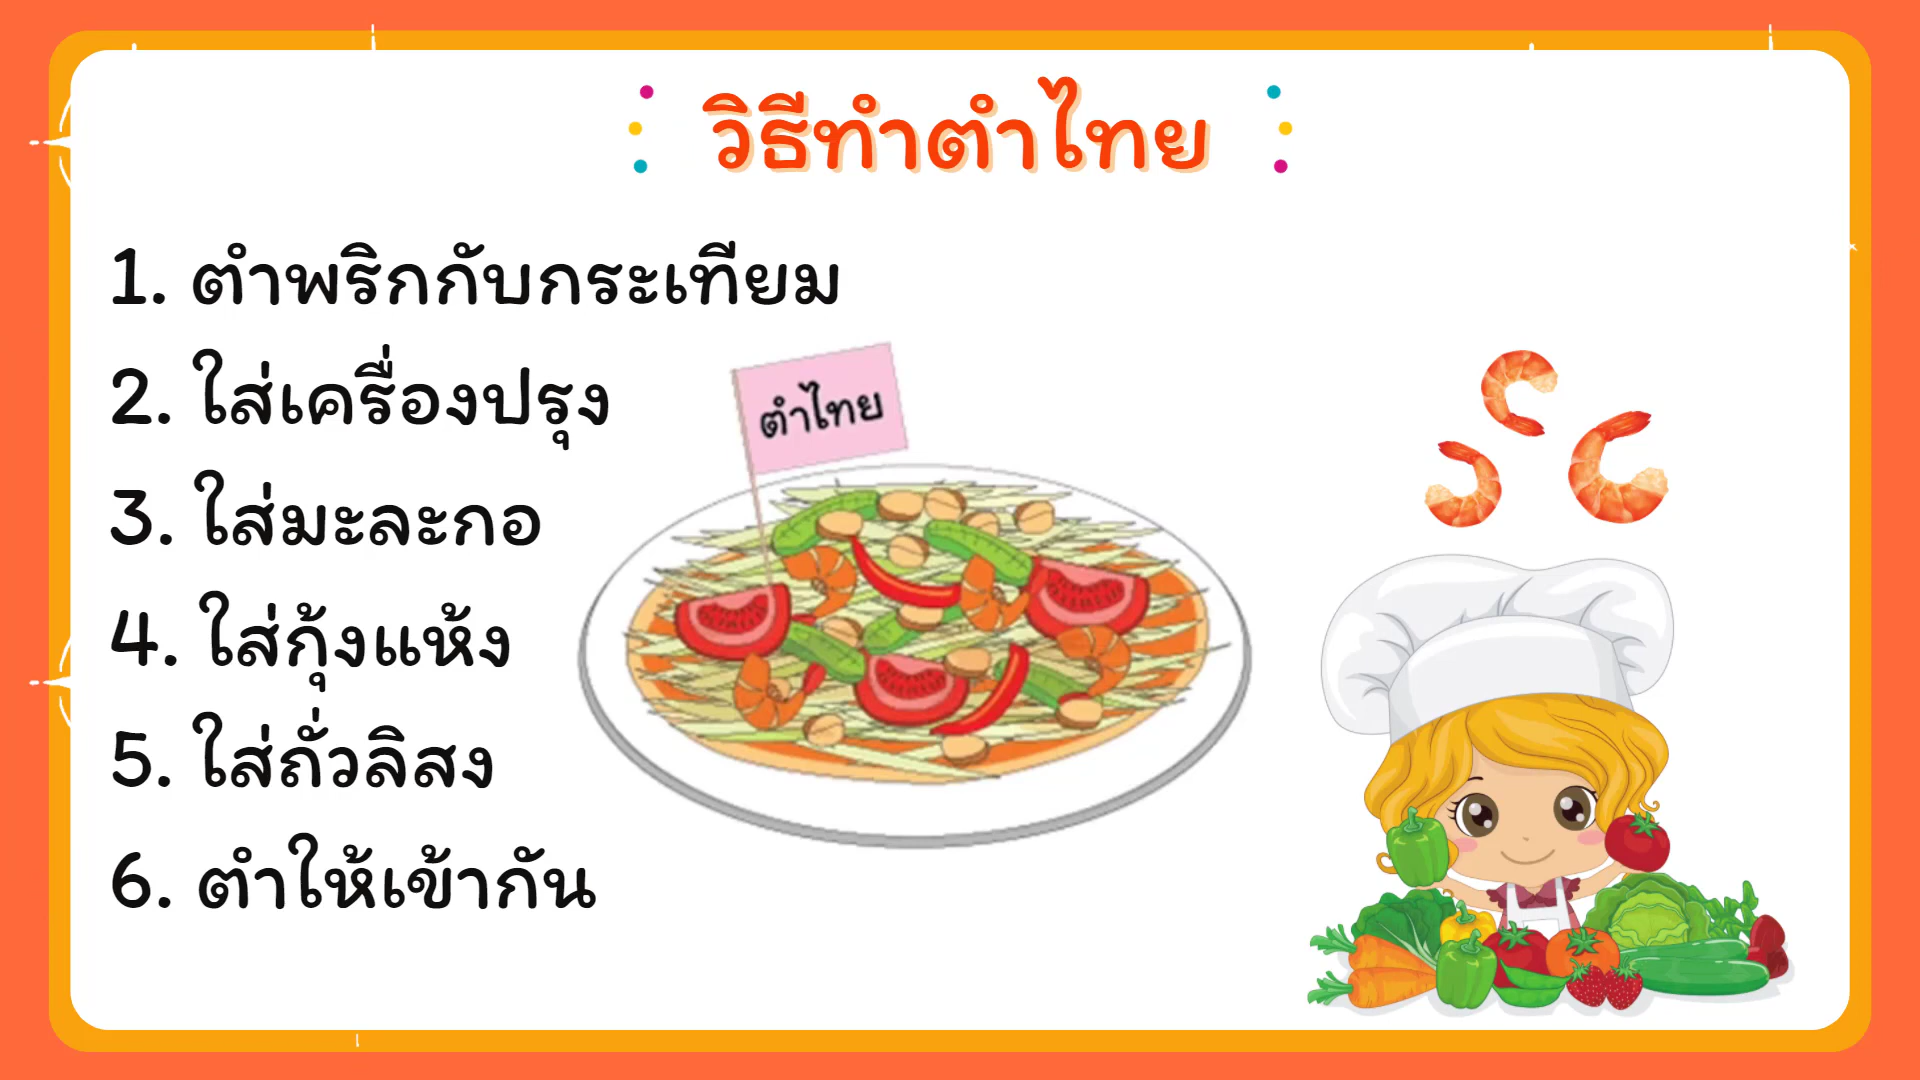 วิธีทำตำไทย
1. ตำพริกกับกระเทียม
2. ใส่เครื่องปรุง
3. ใส่มะละกอ
4. ใส่กุ้งแห้ง
5. ใส่ถั่วลิสง
6. ตำให้เข้ากัน
ตำไทย